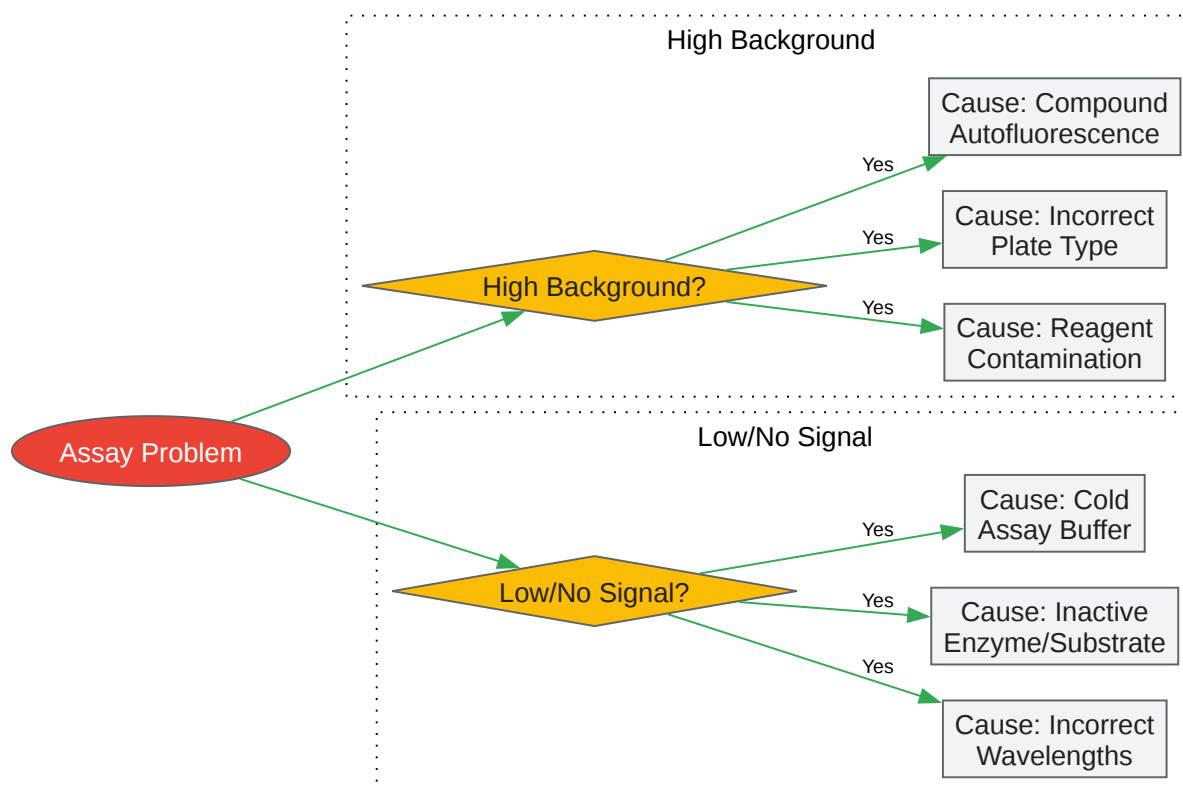 High Background
Cause: Compound
Autofluorescence
Yes
Cause: Incorrect
Plate Type
Yes
High Background?
Yes
Cause: Reagent
Contamination
Assay Problem
Low/No Signal
Cause: Cold
Assay Buffer
Yes
Low/No Signal?
Yes
Cause: Inactive
Enzyme/Substrate
Yes
Cause: Incorrect
Wavelengths